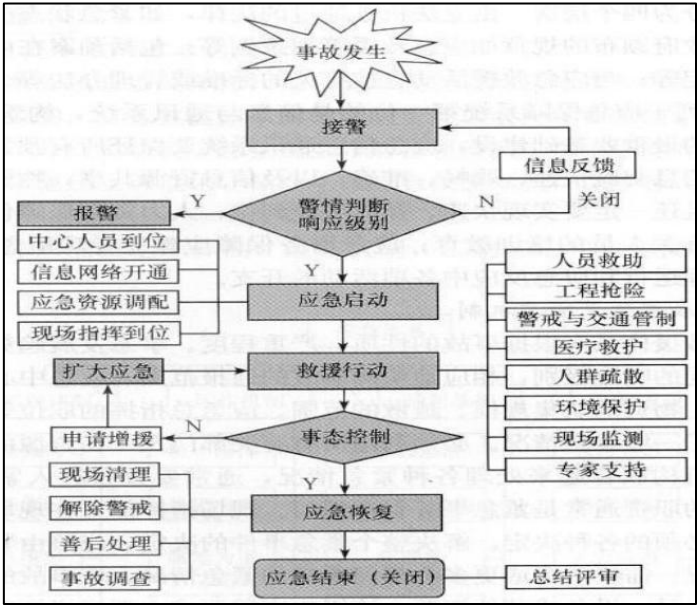 事故发生
接警
信息反馈
警情判断
响应级别
Y
N
关闭
报警
中心人员到位
信息网络开通
应急资源调配
现场指挥到位
Y
应急启动
人员救助
工程抢险
警戒与交通管制
医疗救护
人群疏散
环境保护
现场监测
专家支持
扩大应急
救援行动
申请增援
N
事态控制
Y
现场清理
解除警戒
善后处理
事故调查
应急恢复
应急结束（关闭）
总结评审